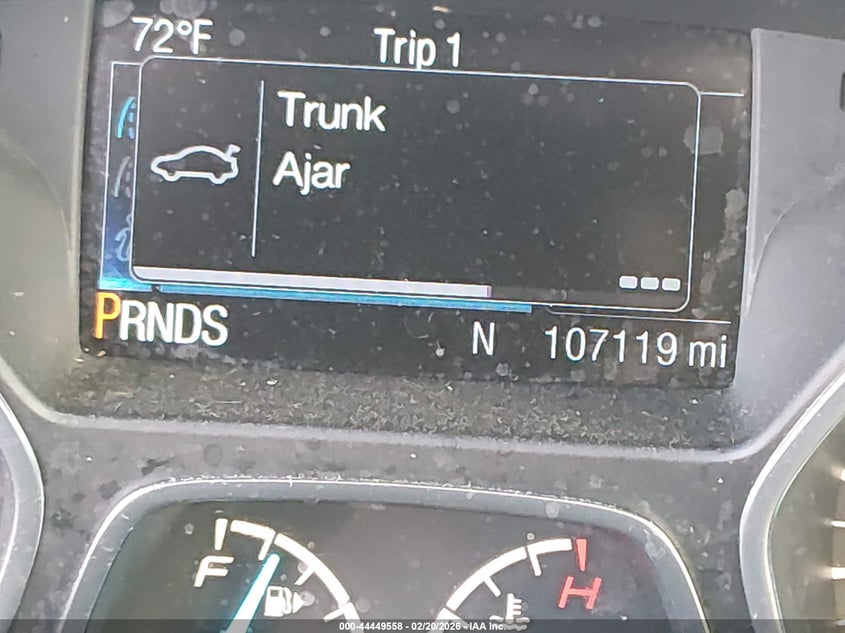 72°F
Trip 1
Trunk
Ajar
PRNDS
N
107119 mi
F
H
000-44449558 - 02/20/2026 - IAA Inc.